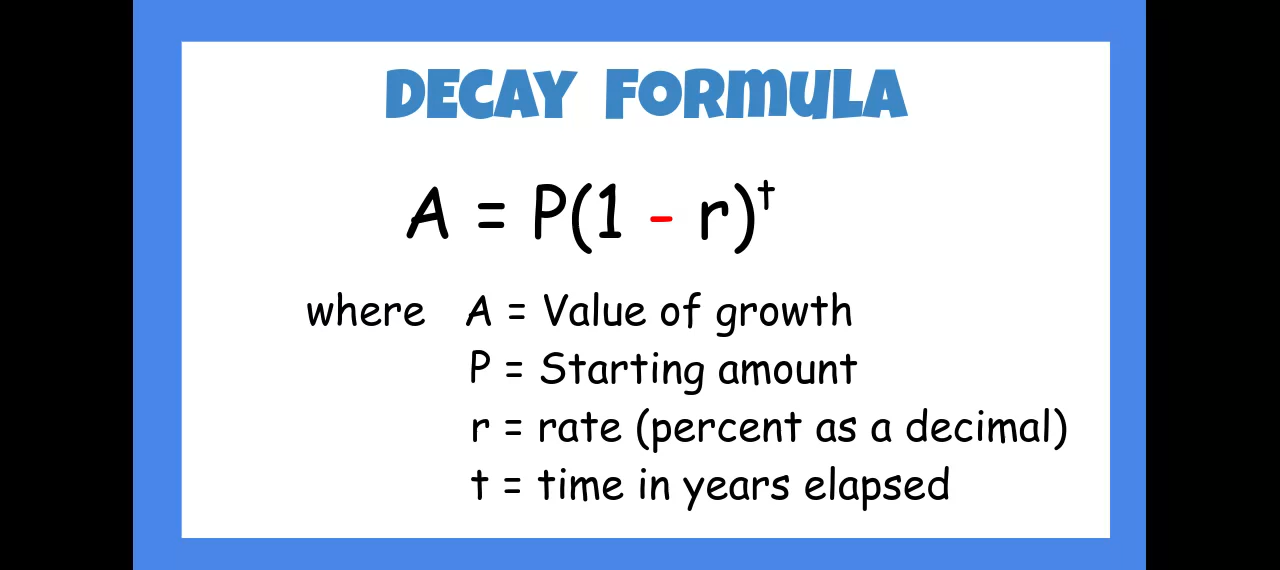 DECAY FORMULA
A = P(1 - r)ᵗ
where A = Value of growth
P = Starting amount
r = rate (percent as a decimal)
t = time in years elapsed